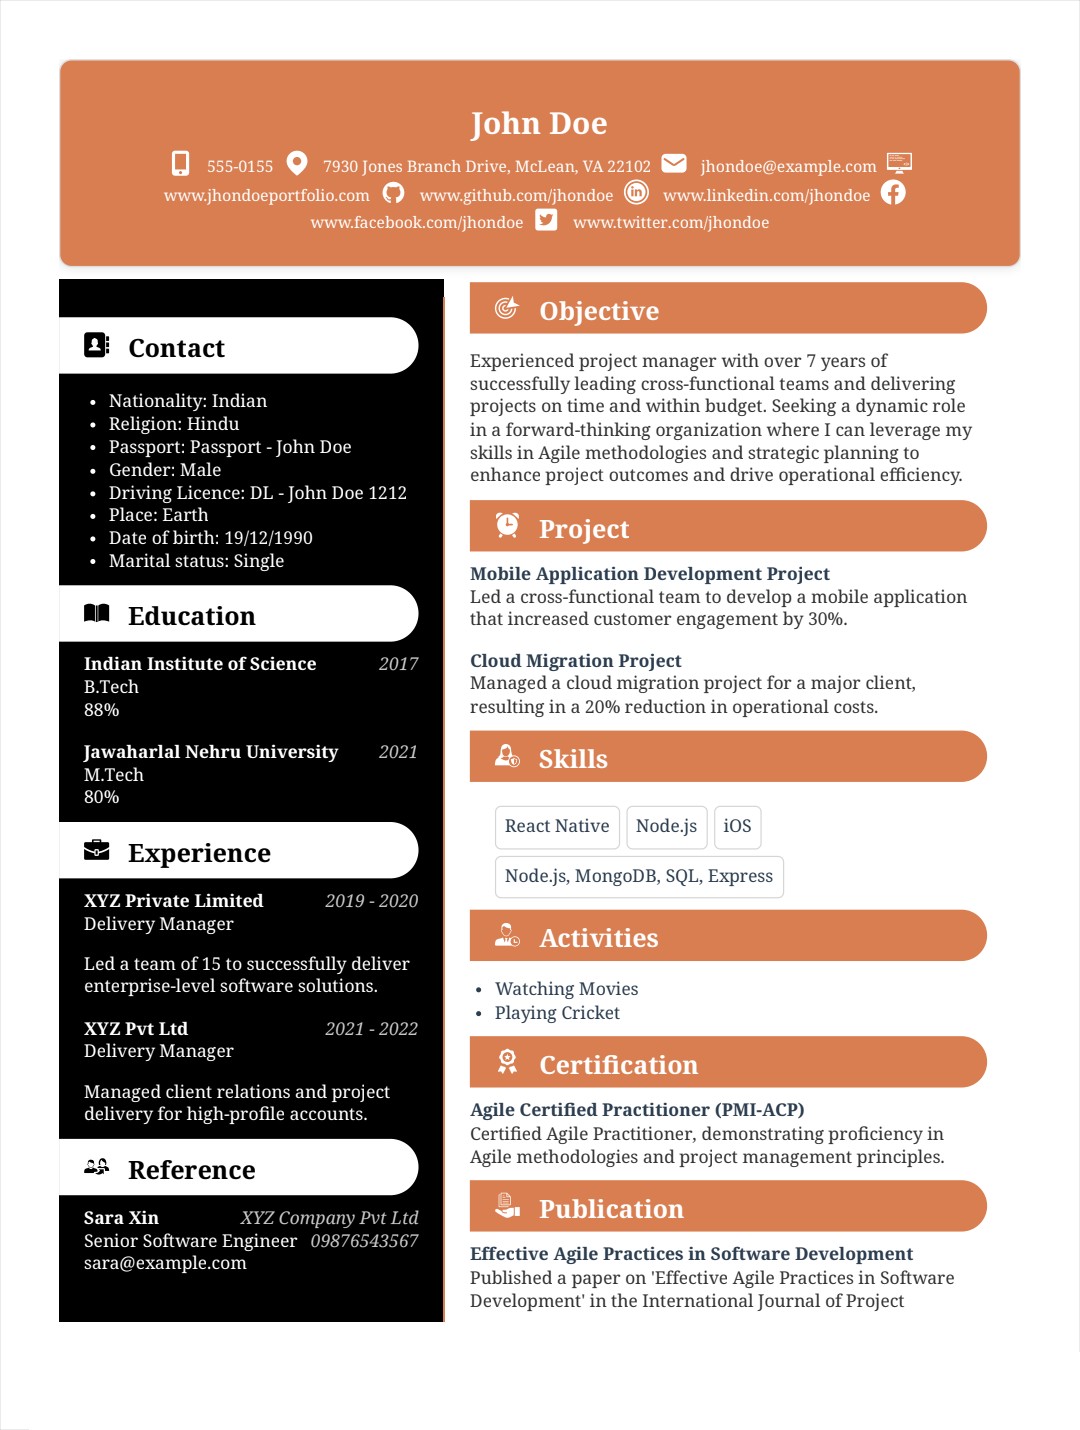 John Doe
555-0155 7930 Jones Branch Drive, McLean, VA 22102 jhondoe@example.com
www.jhondoeportfolio.com www.github.com/jhondoe www.linkedin.com/jhondoe
www.facebook.com/jhondoe www.twitter.com/jhondoe
Contact
• Nationality: Indian
• Religion: Hindu
• Passport: Passport - John Doe
• Gender: Male
• Driving Licence: DL - John Doe 1212
• Place: Earth
• Date of birth: 19/12/1990
• Marital status: Single
Education
Indian Institute of Science 2017
B.Tech
88%
Jawaharlal Nehru University 2021
M.Tech
80%
Experience
XYZ Private Limited 2019 - 2020
Delivery Manager
Led a team of 15 to successfully deliver
enterprise-level software solutions.
XYZ Pvt Ltd 2021 - 2022
Delivery Manager
Managed client relations and project
delivery for high-profile accounts.
Reference
Sara Xin XYZ Company Pvt Ltd
Senior Software Engineer 09876543567
sara@example.com
Objective
Experienced project manager with over 7 years of
successfully leading cross-functional teams and delivering
projects on time and within budget. Seeking a dynamic role
in a forward-thinking organization where I can leverage my
skills in Agile methodologies and strategic planning to
enhance project outcomes and drive operational efficiency.
Project
Mobile Application Development Project
Led a cross-functional team to develop a mobile application
that increased customer engagement by 30%.
Cloud Migration Project
Managed a cloud migration project for a major client,
resulting in a 20% reduction in operational costs.
Skills
React Native Node.js iOS
Node.js, MongoDB, SQL, Express
Activities
• Watching Movies
• Playing Cricket
Certification
Agile Certified Practitioner (PMI-ACP)
Certified Agile Practitioner, demonstrating proficiency in
Agile methodologies and project management principles.
Publication
Effective Agile Practices in Software Development
Published a paper on 'Effective Agile Practices in Software
Development' in the International Journal of Project